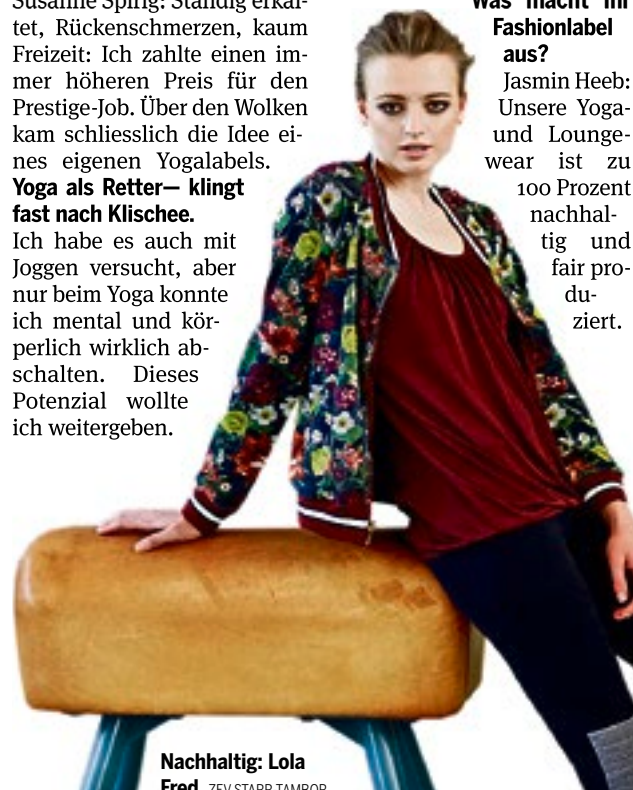 Susanne Spirig: Ständig erkäl-
tet, Rückenschmerzen, kaum
Freizeit: Ich zahlte einen im-
mer höheren Preis für den
Prestige-Job. Über den Wolken
kam schliesslich die Idee ei-
nes eigenen Yogalabels.
Yoga als Retter— klingt
fast nach Klischee.
Ich habe es auch mit
Joggen versucht, aber
nur beim Yoga konnte
ich mental und kör-
perlich wirklich ab-
schalten. Dieses
Potenzial wollte
ich weitergeben.
Was macht Ihr
Fashionlabel
aus?
Jasmin Heeb:
Unsere Yoga-
und Lounge-
wear ist zu
100 Prozent
nachhal-
tig und
fair pro-
du-
ziert.
Nachhaltig: Lola
Fred. ZEV STARR TAMBOR